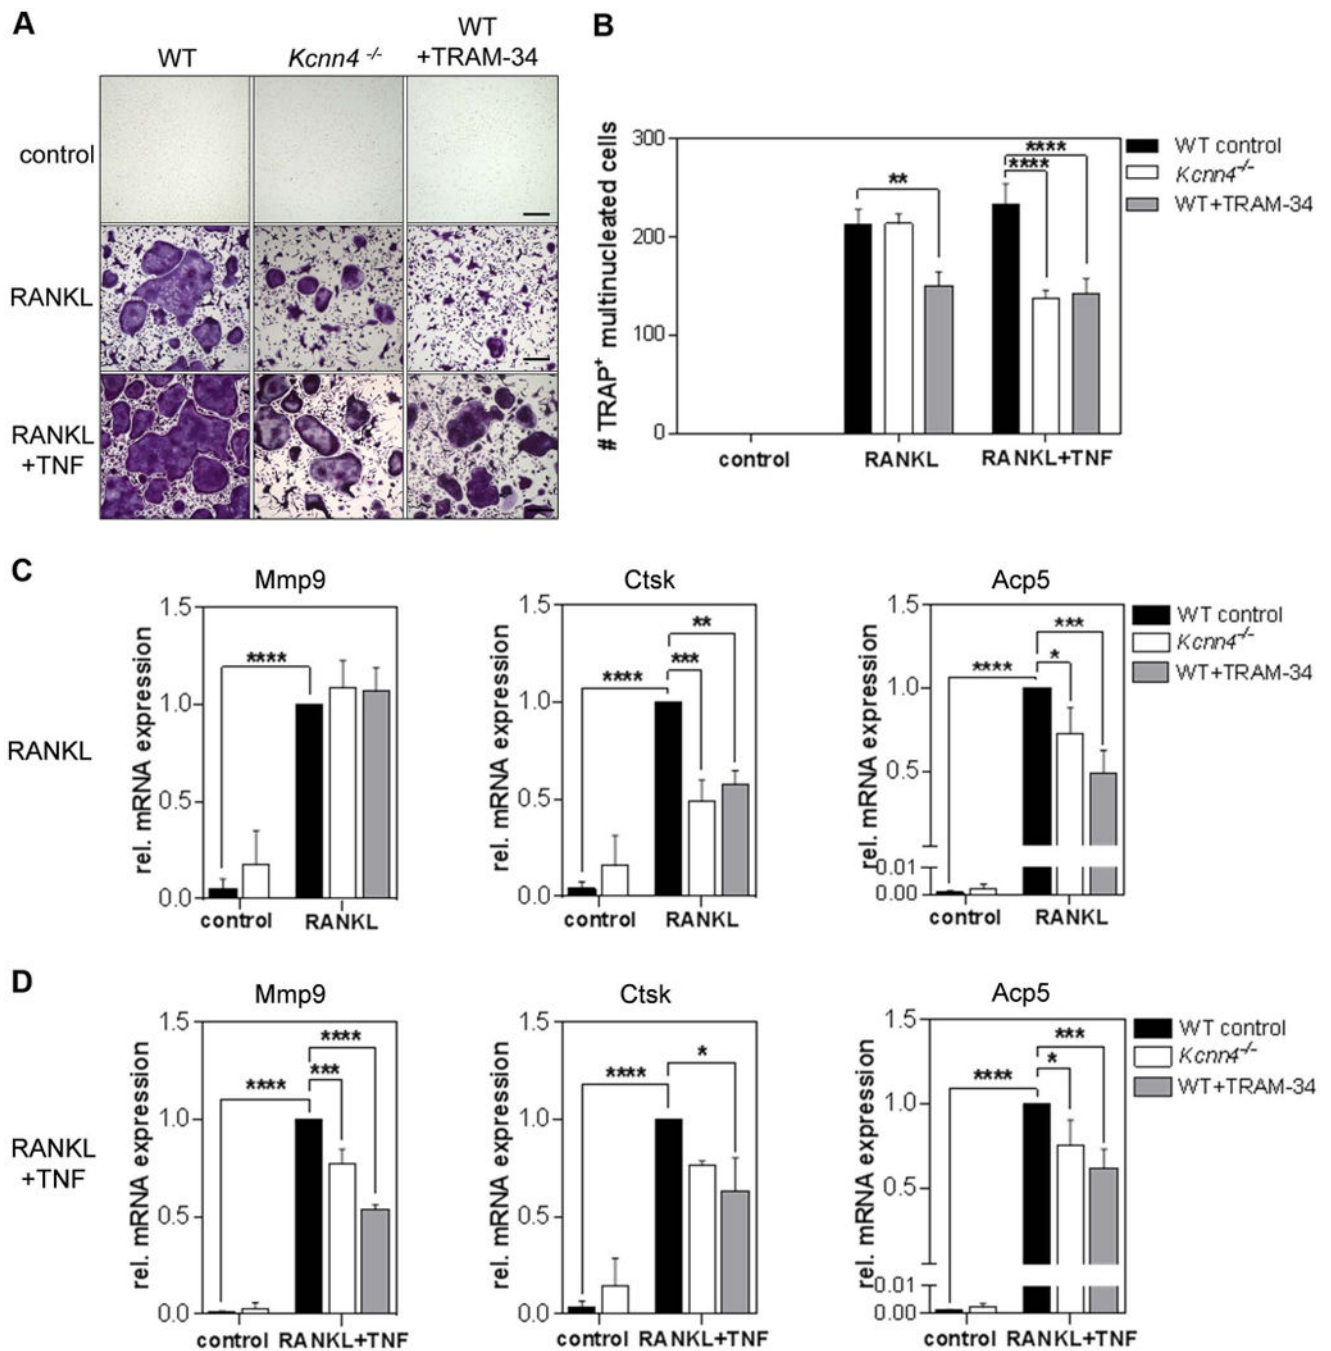 A
WT
Kcnn4 -/-
WT
+TRAM-34
control
RANKL
RANKL
+TNF
B
# TRAP+ multinucleated cells
300
200
100
0
**
****
****
control
RANKL
RANKL+TNF
WT control
Kcnn4-/-
WT+TRAM-34
C
RANKL
Mmp9
rel. mRNA expression
1.5
1.0
0.5
0.0
****
control
RANKL
Ctsk
rel. mRNA expression
1.5
1.0
0.5
0.0
**
***
****
control
RANKL
Acp5
rel. mRNA expression
1.5
1.0
0.5
0.01
0.00
***
*
****
control
RANKL
WT control
Kcnn4-/-
WT+TRAM-34
D
RANKL
+TNF
Mmp9
rel. mRNA expression
1.5
1.0
0.5
0.0
****
***
****
control
RANKL+TNF
Ctsk
rel. mRNA expression
1.5
1.0
0.5
0.0
*
****
control
RANKL+TNF
Acp5
rel. mRNA expression
1.5
1.0
0.5
0.01
0.00
***
*
****
control
RANKL+TNF
WT control
Kcnn4-/-
WT+TRAM-34